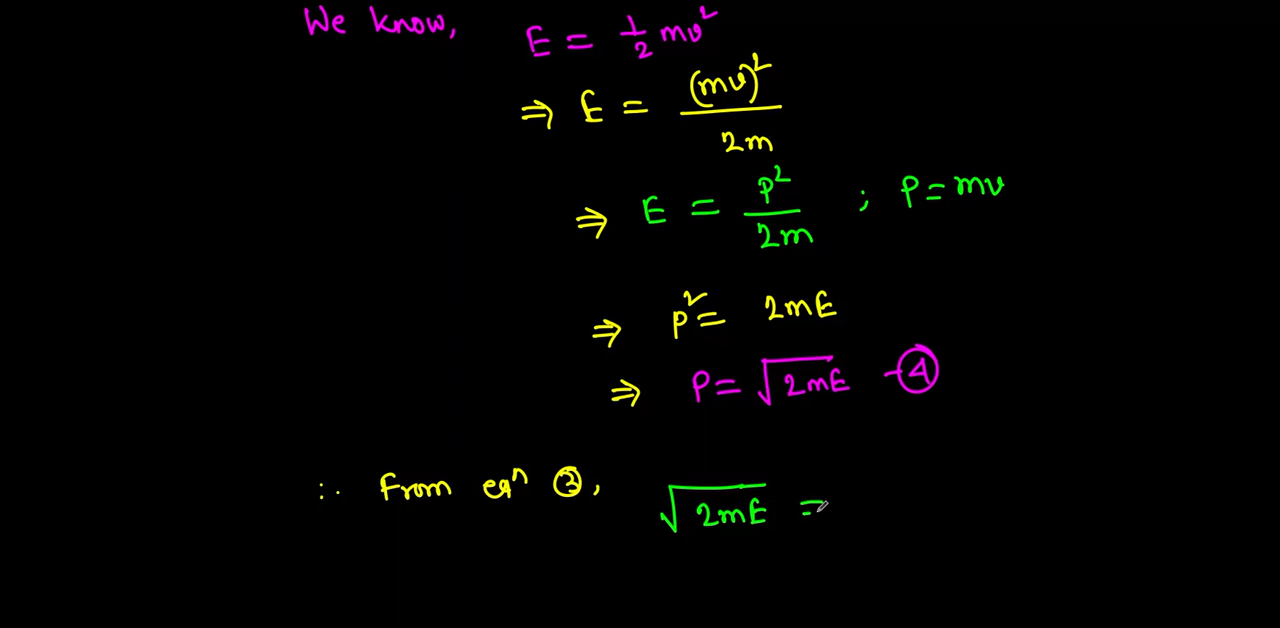 We know, E = 1/2 mv²
⇒ E = (mv)²/2m
⇒ E = P²/2m ; P = mv
⇒ P² = 2mE
⇒ P = √2mE -④
∴ From eqⁿ ③, √2mE =